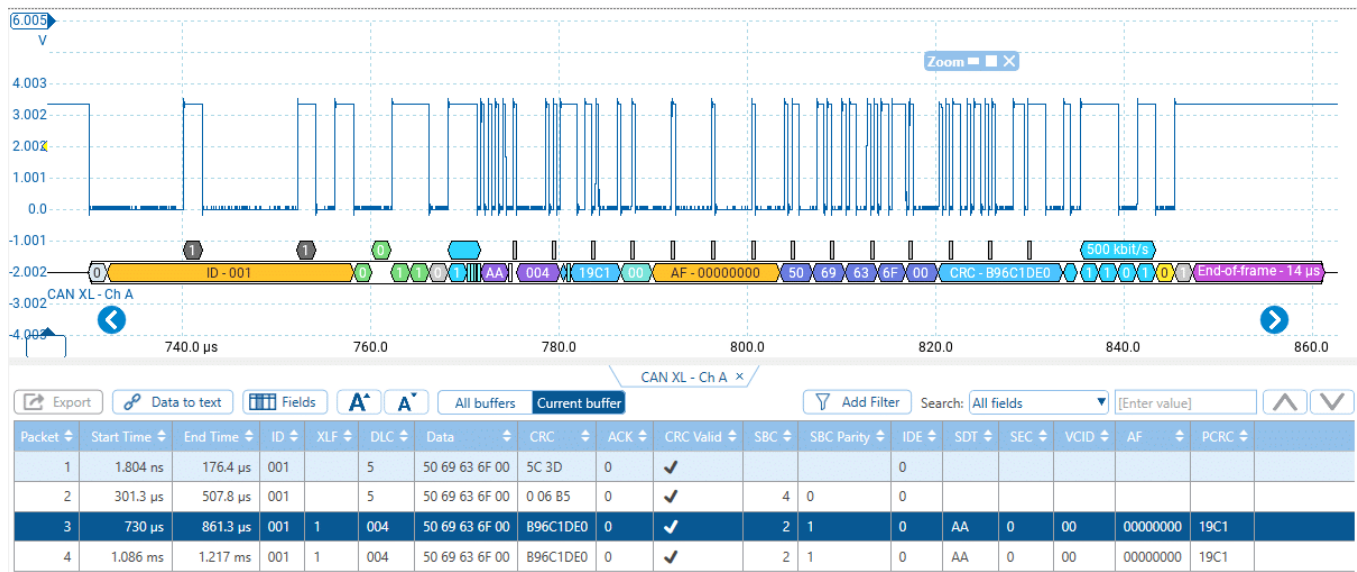 6.005
V
Zoom
4.003
3.002
2.002
1.001
0.0
-1.001
1 1 0 500 kbit/s
-2.002 0 ID - 001 0 1 1 0 1 AA 004 19C1 00 AF - 00000000 50 69 63 6F 00 CRC - B96C1DE0 1 1 0 1 0 1 End-of-frame - 14 µs
-3.002 CAN XL - Ch A
-4.003
740.0 µs 760.0 780.0 800.0 820.0 840.0 860.0
CAN XL - Ch A ×
Export Data to text Fields A A All buffers Current buffer Add Filter Search: All fields [Enter value]
Packet Start Time End Time ID XLF DLC Data CRC ACK CRC Valid SBC SBC Parity IDE SDT SEC VCID AF PCRC
1 1.804 ns 176.4 µs 001 5 50 69 63 6F 00 5C 3D 0 0
2 301.3 µs 507.8 µs 001 5 50 69 63 6F 00 0 06 B5 0 4 0 0
3 730 µs 861.3 µs 001 1 004 50 69 63 6F 00 B96C1DE0 0 2 1 0 AA 0 00 00000000 19C1
4 1.086 ms 1.217 ms 001 1 004 50 69 63 6F 00 B96C1DE0 0 2 1 0 AA 0 00 00000000 19C1